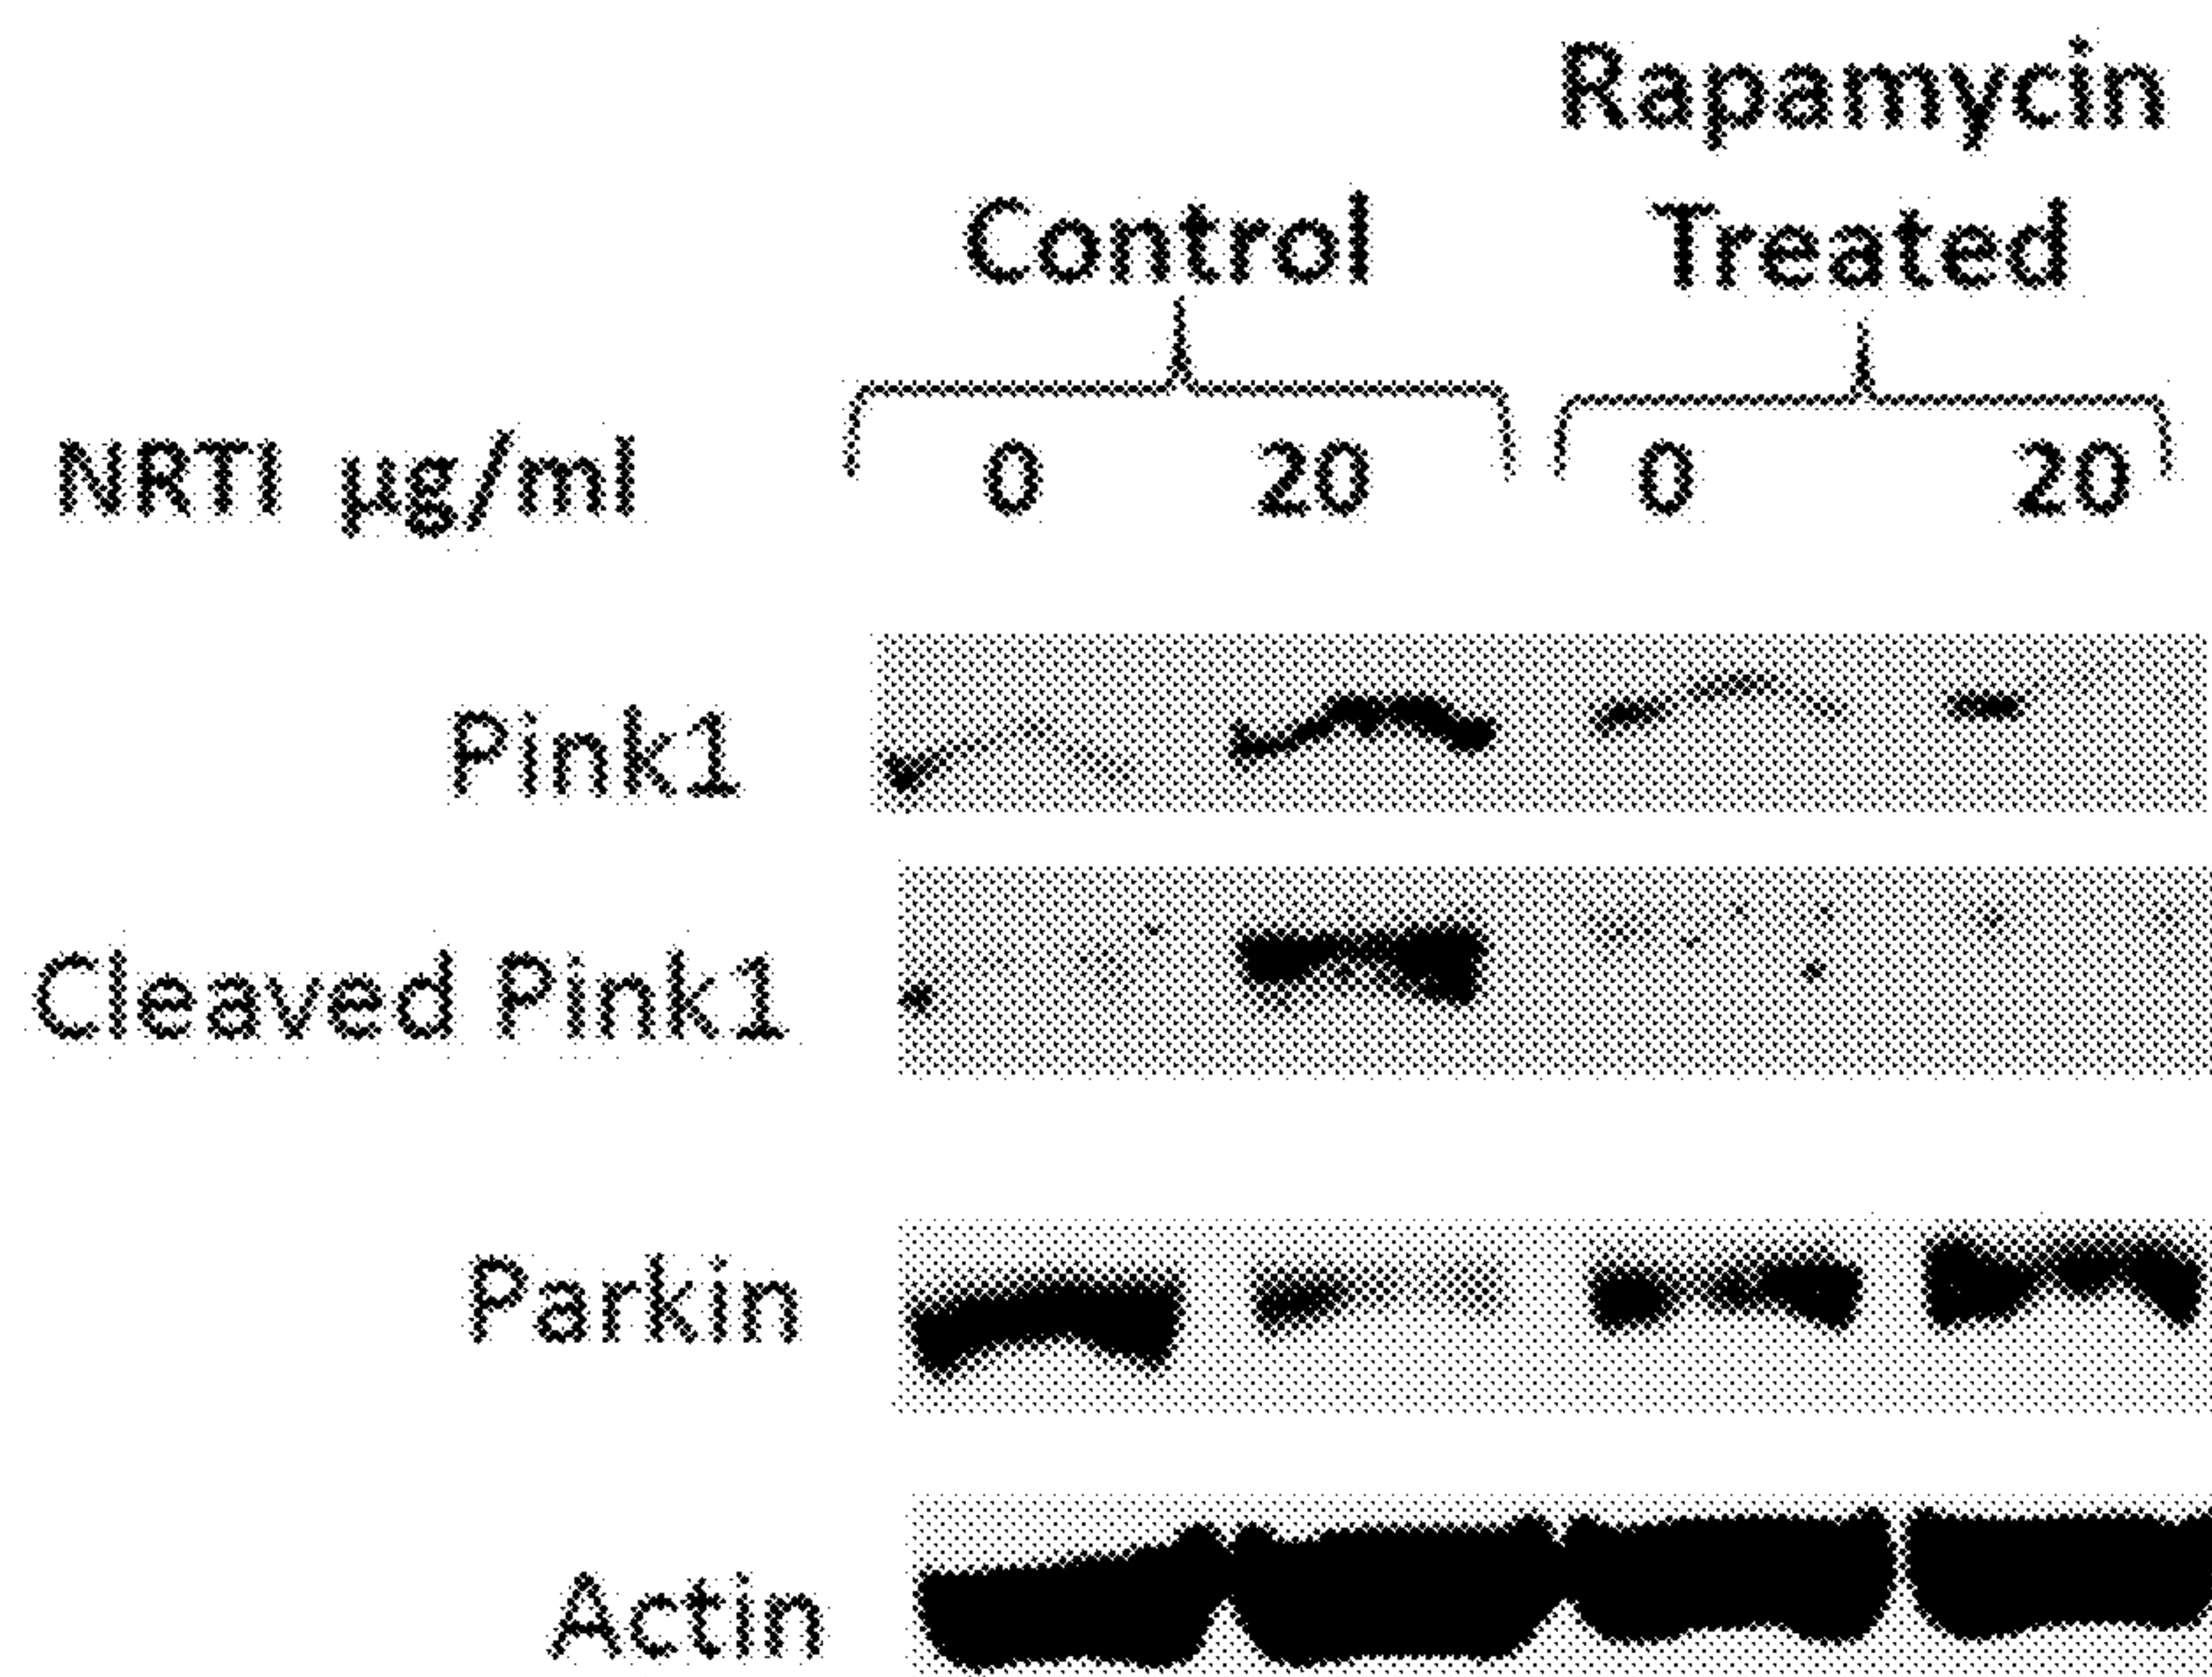 Rapamycin
Control Treated
NRTI µg/ml 0 20 0 20
Pink1
Cleaved Pink1
Parkin
Actin